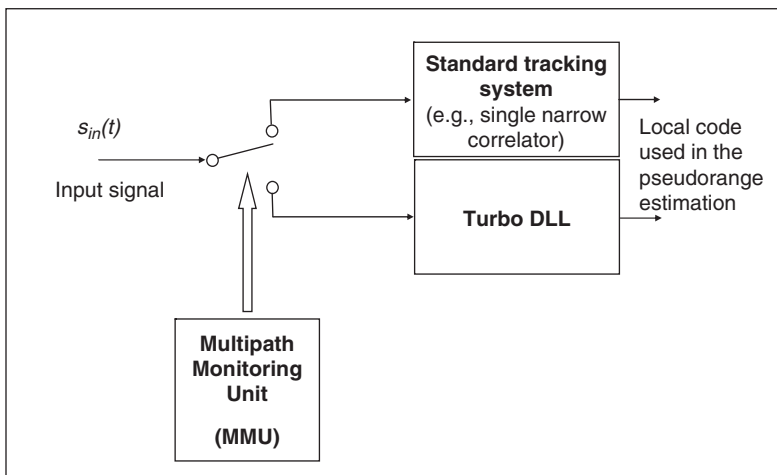 Standard tracking
system
(e.g., single narrow
correlator)
s_in(t)
Input signal
Local code
used in the
pseudorange
estimation
Turbo DLL
Multipath
Monitoring
Unit
(MMU)